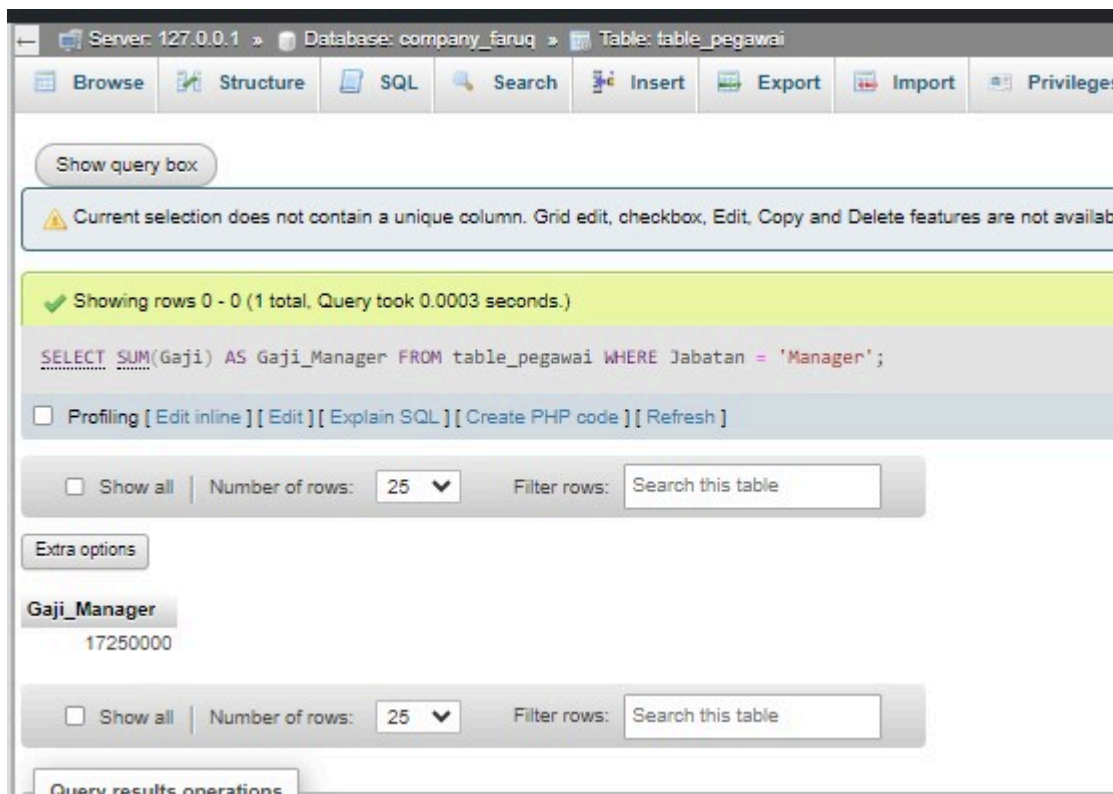 ← Server: 127.0.0.1 » Database: company_faruq » Table: table_pegawai
Browse Structure SQL Search Insert Export Import Privileges
Show query box
Current selection does not contain a unique column. Grid edit, checkbox, Edit, Copy and Delete features are not availab
Showing rows 0 - 0 (1 total, Query took 0.0003 seconds.)
SELECT SUM(Gaji) AS Gaji_Manager FROM table_pegawai WHERE Jabatan = 'Manager';
Profiling [ Edit inline ] [ Edit ] [ Explain SQL ] [ Create PHP code ] [ Refresh ]
Show all | Number of rows: 25 Filter rows: Search this table
Extra options
Gaji_Manager
17250000
Show all | Number of rows: 25 Filter rows: Search this table
Query results operations